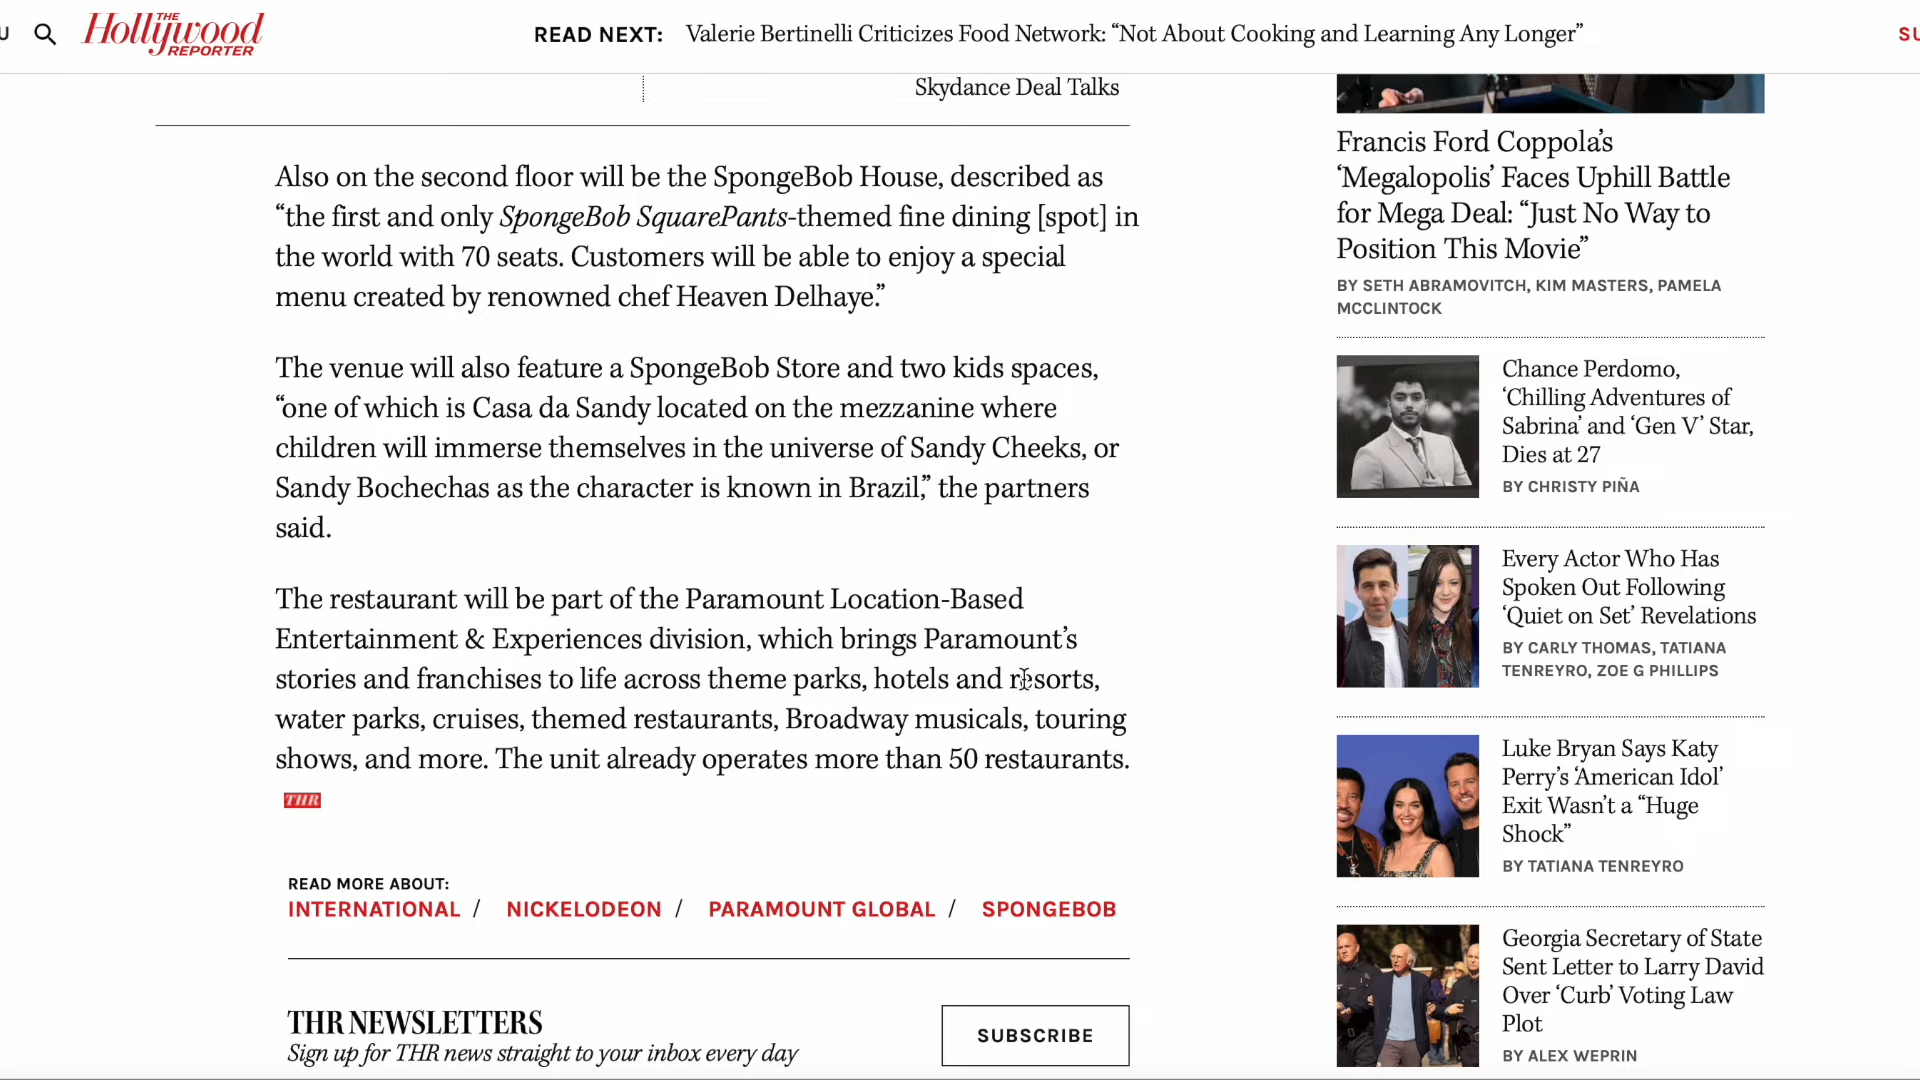 U
THE
Hollywood
REPORTER
READ NEXT: Valerie Bertinelli Criticizes Food Network: “Not About Cooking and Learning Any Longer”
Skydance Deal Talks
Also on the second floor will be the SpongeBob House, described as
“the first and only SpongeBob SquarePants-themed fine dining [spot] in
the world with 70 seats. Customers will be able to enjoy a special
menu created by renowned chef Heaven Delhaye.”
The venue will also feature a SpongeBob Store and two kids spaces,
“one of which is Casa da Sandy located on the mezzanine where
children will immerse themselves in the universe of Sandy Cheeks, or
Sandy Bochechas as the character is known in Brazil,” the partners
said.
The restaurant will be part of the Paramount Location-Based
Entertainment & Experiences division, which brings Paramount’s
stories and franchises to life across theme parks, hotels and resorts,
water parks, cruises, themed restaurants, Broadway musicals, touring
shows, and more. The unit already operates more than 50 restaurants.
THR
READ MORE ABOUT:
INTERNATIONAL / NICKELODEON / PARAMOUNT GLOBAL / SPONGEBOB
THR NEWSLETTERS
Sign up for THR news straight to your inbox every day
SUBSCRIBE
SU
Francis Ford Coppola’s
‘Megalopolis’ Faces Uphill Battle
for Mega Deal: “Just No Way to
Position This Movie”
BY SETH ABRAMOVITCH, KIM MASTERS, PAMELA
MCCLINTOCK
Chance Perdomo,
‘Chilling Adventures of
Sabrina’ and ‘Gen V’ Star,
Dies at 27
BY CHRISTY PIÑA
Every Actor Who Has
Spoken Out Following
‘Quiet on Set’ Revelations
BY CARLY THOMAS, TATIANA
TENREYRO, ZOE G PHILLIPS
Luke Bryan Says Katy
Perry’s ‘American Idol’
Exit Wasn’t a “Huge
Shock”
BY TATIANA TENREYRO
Georgia Secretary of State
Sent Letter to Larry David
Over ‘Curb’ Voting Law
Plot
BY ALEX WEPRIN